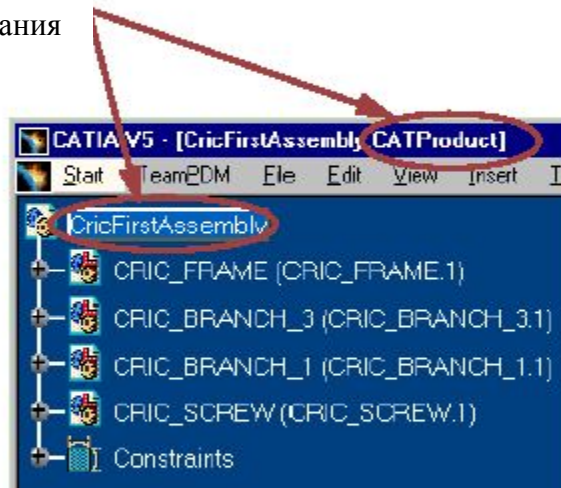 ания
CATIA V5 - [CricFirstAssembly.CATProduct]
Start TeamPDM File Edit View Insert
CricFirstAssembly
CRIC_FRAME (CRIC_FRAME.1)
CRIC_BRANCH_3 (CRIC_BRANCH_3.1)
CRIC_BRANCH_1 (CRIC_BRANCH_1.1)
CRIC_SCREW (CRIC_SCREW.1)
Constraints